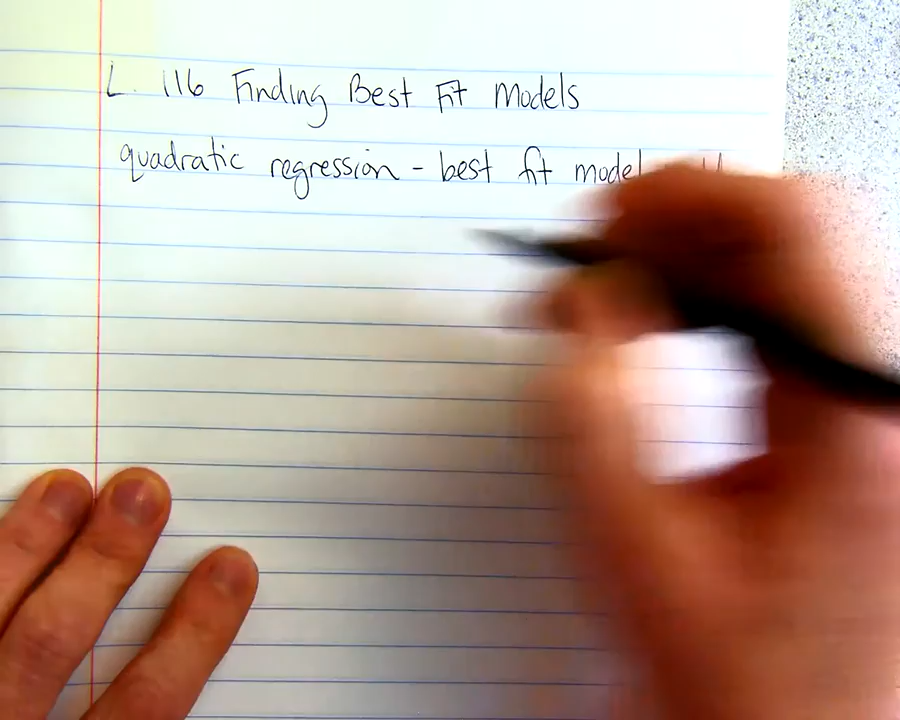 L. 116 Finding Best Fit Models
quadratic regression - best fit model